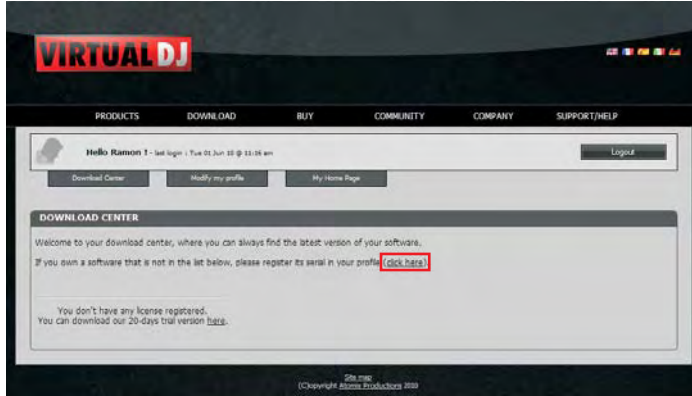 VIRTUAL DJ
PRODUCTS DOWNLOAD BUY COMMUNITY COMPANY SUPPORT/HELP
Hello Ramon ! - last login : Tue 01 Jun 10 @ 11:16 am
Logout
Download Center Modify my profile My Home Page
DOWNLOAD CENTER
Welcome to your download center, where you can always find the latest version of your software.
If you own a software that is not in the list below, please register its serial in your profile (click here).
You don't have any license registered.
You can download our 20-days trial version here.
Site map
(C)opyright Atomix Productions 2010